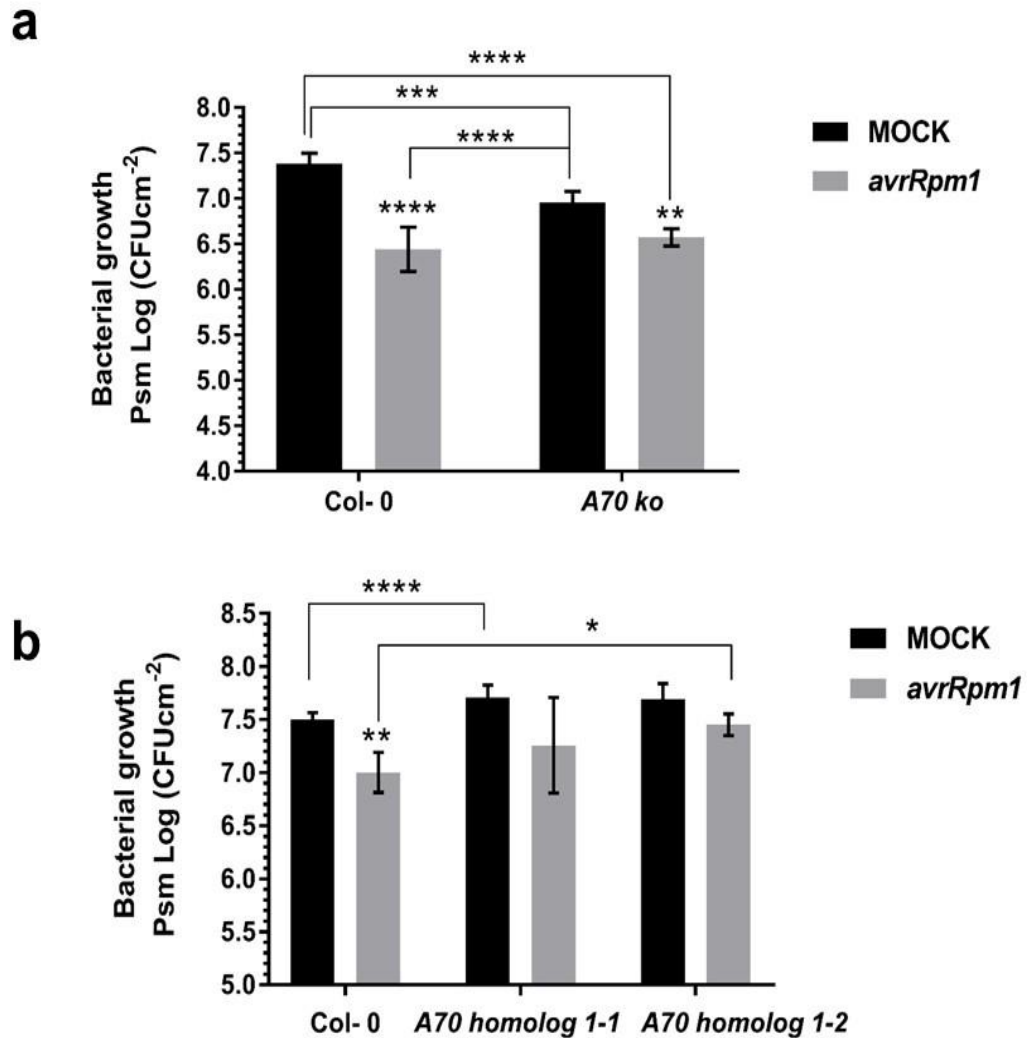 a
****
***
****
8.0
7.5
7.0
6.5
6.0
5.5
5.0
4.5
4.0
Bacterial growth
Psm Log (CFUcm-2)
****
**
Col- 0
A70 ko
MOCK
avrRpm1
b
****
*
**
8.5
8.0
7.5
7.0
6.5
6.0
5.5
5.0
Bacterial growth
Psm Log (CFUcm-2)
Col- 0
A70 homolog 1-1
A70 homolog 1-2
MOCK
avrRpm1